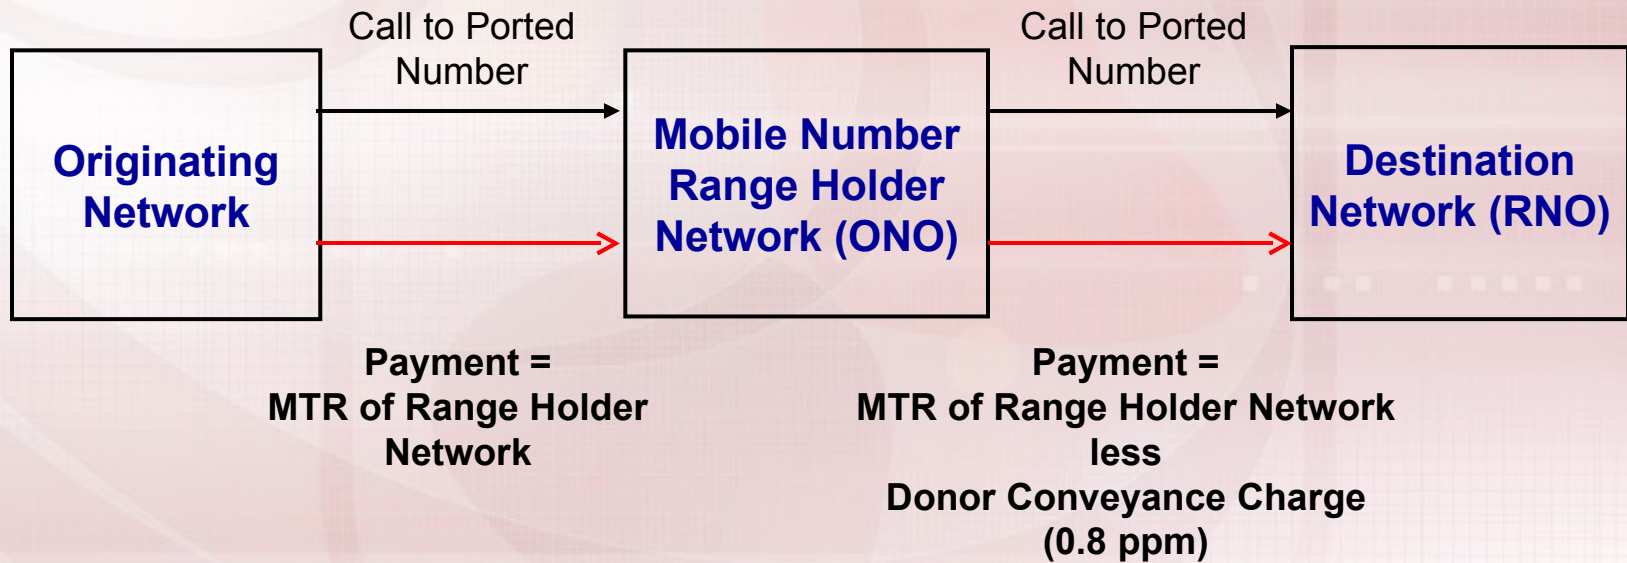 Call to Ported
Number
Call to Ported
Number
Originating
Network
Mobile Number
Range Holder
Network (ONO)
Destination
Network (RNO)
Payment =
MTR of Range Holder
Network
Payment =
MTR of Range Holder Network
less
Donor Conveyance Charge
(0.8 ppm)